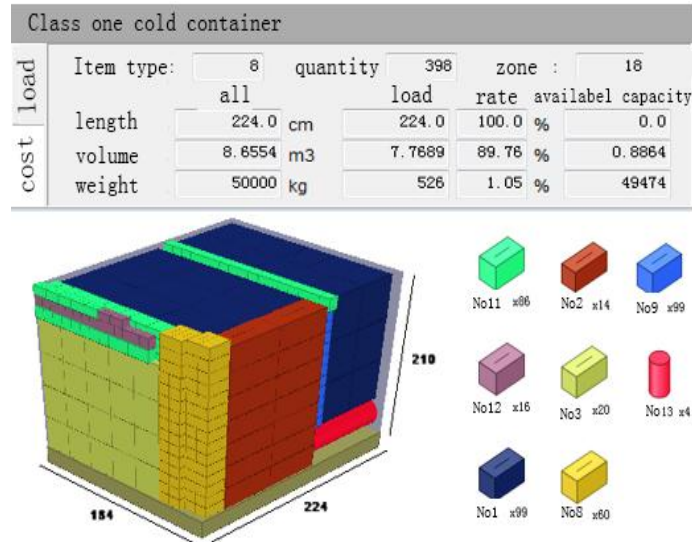 Class one cold container
load
cost
Item type: 8 quantity 398 zone : 18
all load rate availabel capacity
length 224.0 cm 224.0 100.0 % 0.0
volume 8.6554 m3 7.7689 89.76 % 0.8864
weight 50000 kg 526 1.05 % 49474
210
184
224
No11 x86 No2 x14 No9 x99
No12 x16 No3 x20 No13 x4
No1 x99 No8 x60